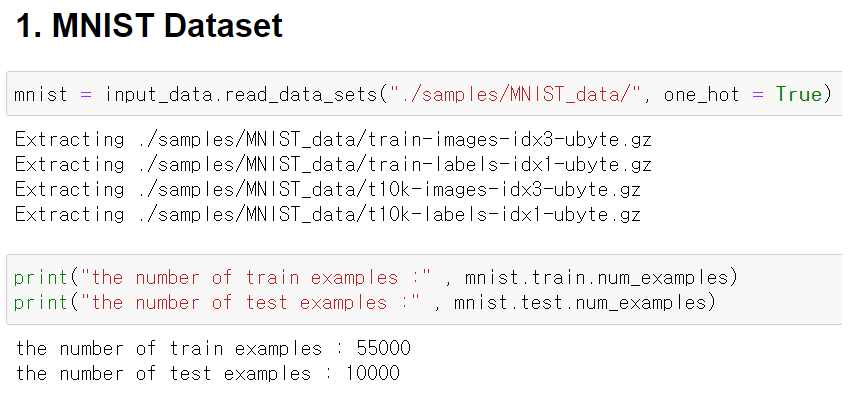 1. MNIST Dataset
mnist = input_data.read_data_sets("./samples/MNIST_data/", one_hot = True)
Extracting ./samples/MNIST_data/train-images-idx3-ubyte.gz
Extracting ./samples/MNIST_data/train-labels-idx1-ubyte.gz
Extracting ./samples/MNIST_data/t10k-images-idx3-ubyte.gz
Extracting ./samples/MNIST_data/t10k-labels-idx1-ubyte.gz
print("the number of train examples :" , mnist.train.num_examples)
print("the number of test examples :" , mnist.test.num_examples)
the number of train examples : 55000
the number of test examples : 10000